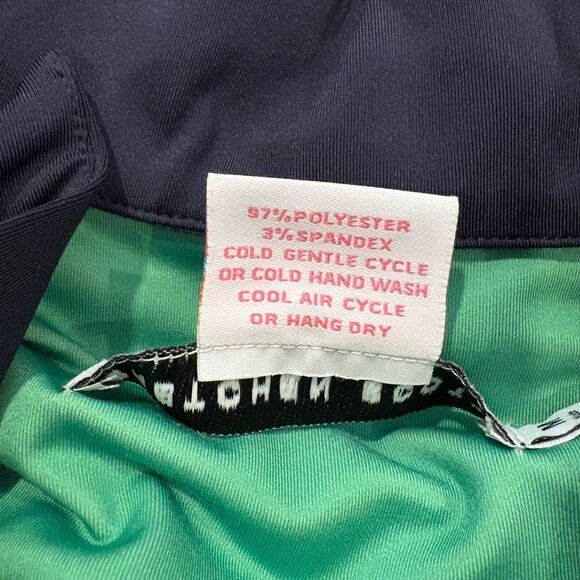 97% POLYESTER
3% SPANDEX
COLD GENTLE CYCLE
OR COLD HAND WASH
COOL AIR CYCLE
OR HANG DRY